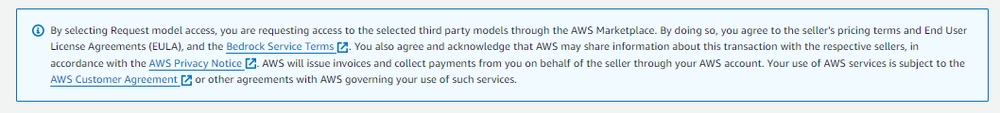 By selecting Request model access, you are requesting access to the selected third party models through the AWS Marketplace. By doing so, you agree to the seller's pricing terms and End User
License Agreements (EULA), and the Bedrock Service Terms. You also agree and acknowledge that AWS may share information about this transaction with the respective sellers, in
accordance with the AWS Privacy Notice. AWS will issue invoices and collect payments from you on behalf of the seller through your AWS account. Your use of AWS services is subject to the
AWS Customer Agreement or other agreements with AWS governing your use of such services.